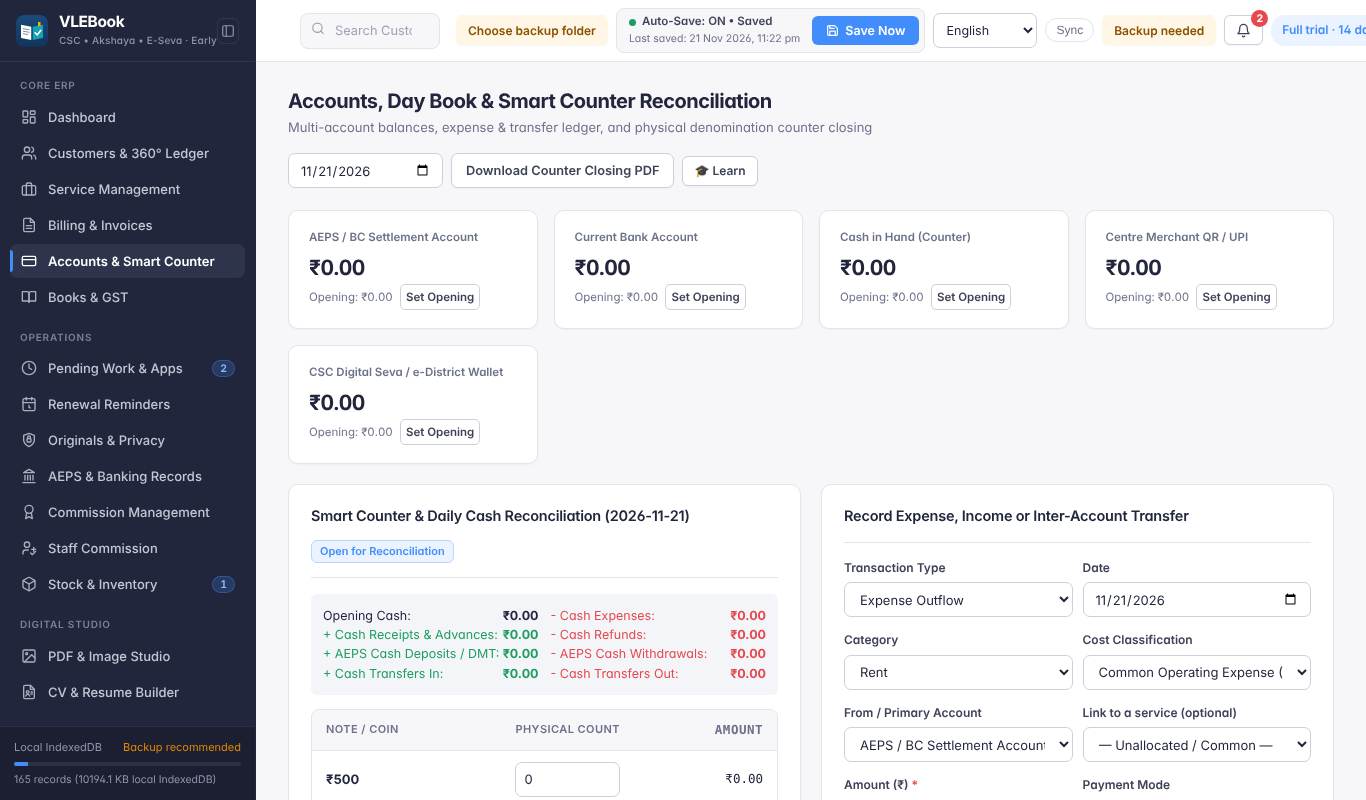 VLEBook
CSC • Akshaya • E-Seva · Early
CORE ERP
Dashboard
Customers & 360° Ledger
Service Management
Billing & Invoices
Accounts & Smart Counter
Books & GST
OPERATIONS
Pending Work & Apps 2
Renewal Reminders
Originals & Privacy
AEPS & Banking Records
Commission Management
Staff Commission
Stock & Inventory 1
DIGITAL STUDIO
PDF & Image Studio
CV & Resume Builder
Local IndexedDB Backup recommended
165 records (10194.1 KB local IndexedDB)
Search Custo
Choose backup folder
Auto-Save: ON • Saved
Last saved: 21 Nov 2026, 11:22 pm
Save Now
English
Sync
Backup needed
2
Full trial · 14 da
Accounts, Day Book & Smart Counter Reconciliation
Multi-account balances, expense & transfer ledger, and physical denomination counter closing
11/21/2026
Download Counter Closing PDF
🎓 Learn
AEPS / BC Settlement Account
₹0.00
Opening: ₹0.00 Set Opening
Current Bank Account
₹0.00
Opening: ₹0.00 Set Opening
Cash in Hand (Counter)
₹0.00
Opening: ₹0.00 Set Opening
Centre Merchant QR / UPI
₹0.00
Opening: ₹0.00 Set Opening
CSC Digital Seva / e-District Wallet
₹0.00
Opening: ₹0.00 Set Opening
Smart Counter & Daily Cash Reconciliation (2026-11-21)
Open for Reconciliation
Opening Cash: ₹0.00 - Cash Expenses: ₹0.00
+ Cash Receipts & Advances: ₹0.00 - Cash Refunds: ₹0.00
+ AEPS Cash Deposits / DMT: ₹0.00 - AEPS Cash Withdrawals: ₹0.00
+ Cash Transfers In: ₹0.00 - Cash Transfers Out: ₹0.00
NOTE / COIN PHYSICAL COUNT AMOUNT
₹500 0 ₹0.00
Record Expense, Income or Inter-Account Transfer
Transaction Type Date
Expense Outflow 11/21/2026
Category Cost Classification
Rent Common Operating Expense (
From / Primary Account Link to a service (optional)
AEPS / BC Settlement Account — Unallocated / Common —
Amount (₹) * Payment Mode